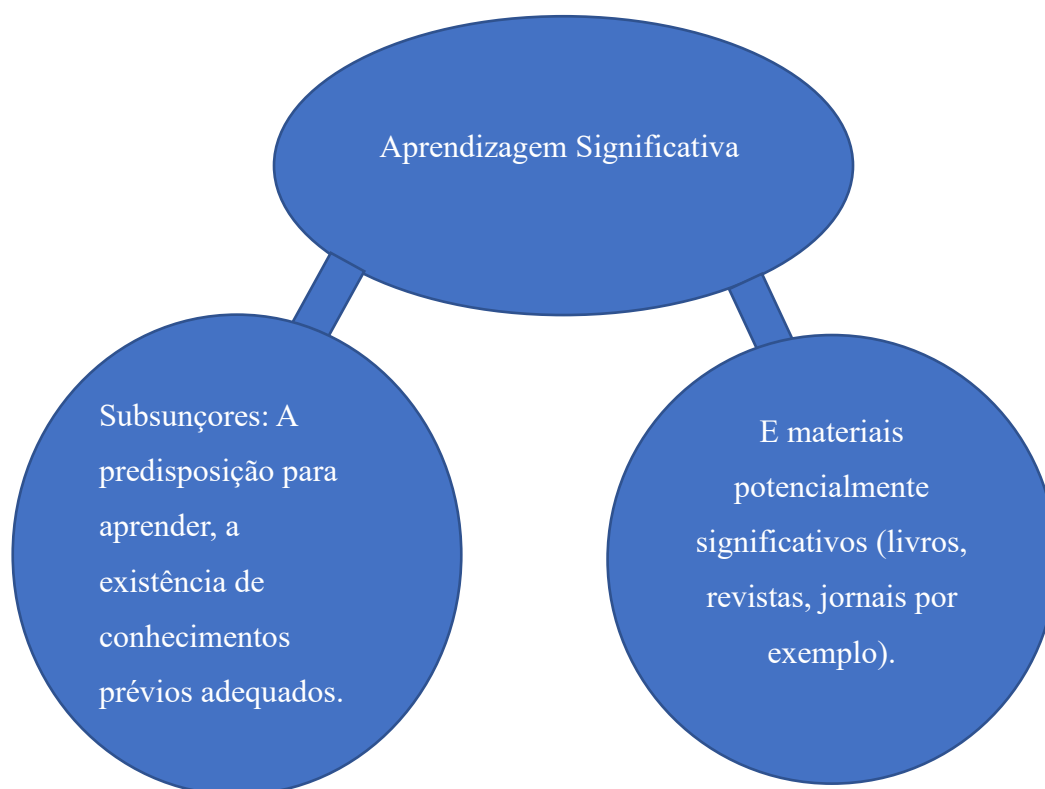 Aprendizagem Significativa
Subsunçores: A
predisposição para
aprender, a
existência de
conhecimentos
prévios adequados.
E materiais
potencialmente
significativos (livros,
revistas, jornais por
exemplo).